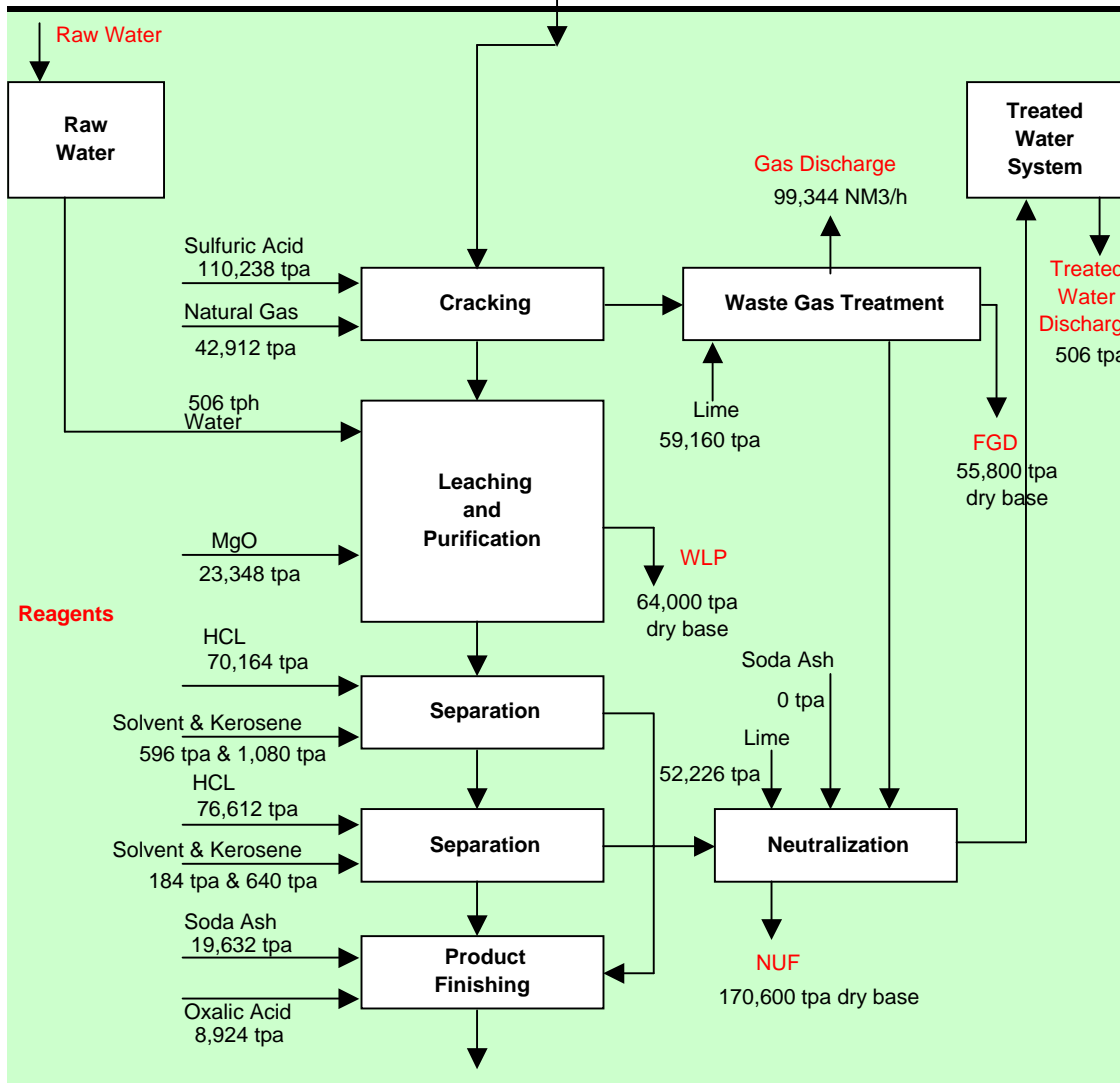 Raw Water
Raw
Water
Treated
Water
System
Gas Discharge
99,344 NM3/h
Sulfuric Acid
110,238 tpa
Cracking
Waste Gas Treatment
Treated
Water
Discharg
506 tpa
Natural Gas
42,912 tpa
506 tph
Water
Lime
59,160 tpa
FGD
55,800 tpa
dry base
Leaching
and
Purification
MgO
23,348 tpa
WLP
64,000 tpa
dry base
Reagents
HCL
70,164 tpa
Soda Ash
0 tpa
Separation
Solvent & Kerosene
596 tpa & 1,080 tpa
Lime
52,226 tpa
HCL
76,612 tpa
Separation
Neutralization
Solvent & Kerosene
184 tpa & 640 tpa
Soda Ash
19,632 tpa
Product
Finishing
NUF
170,600 tpa dry base
Oxalic Acid
8,924 tpa